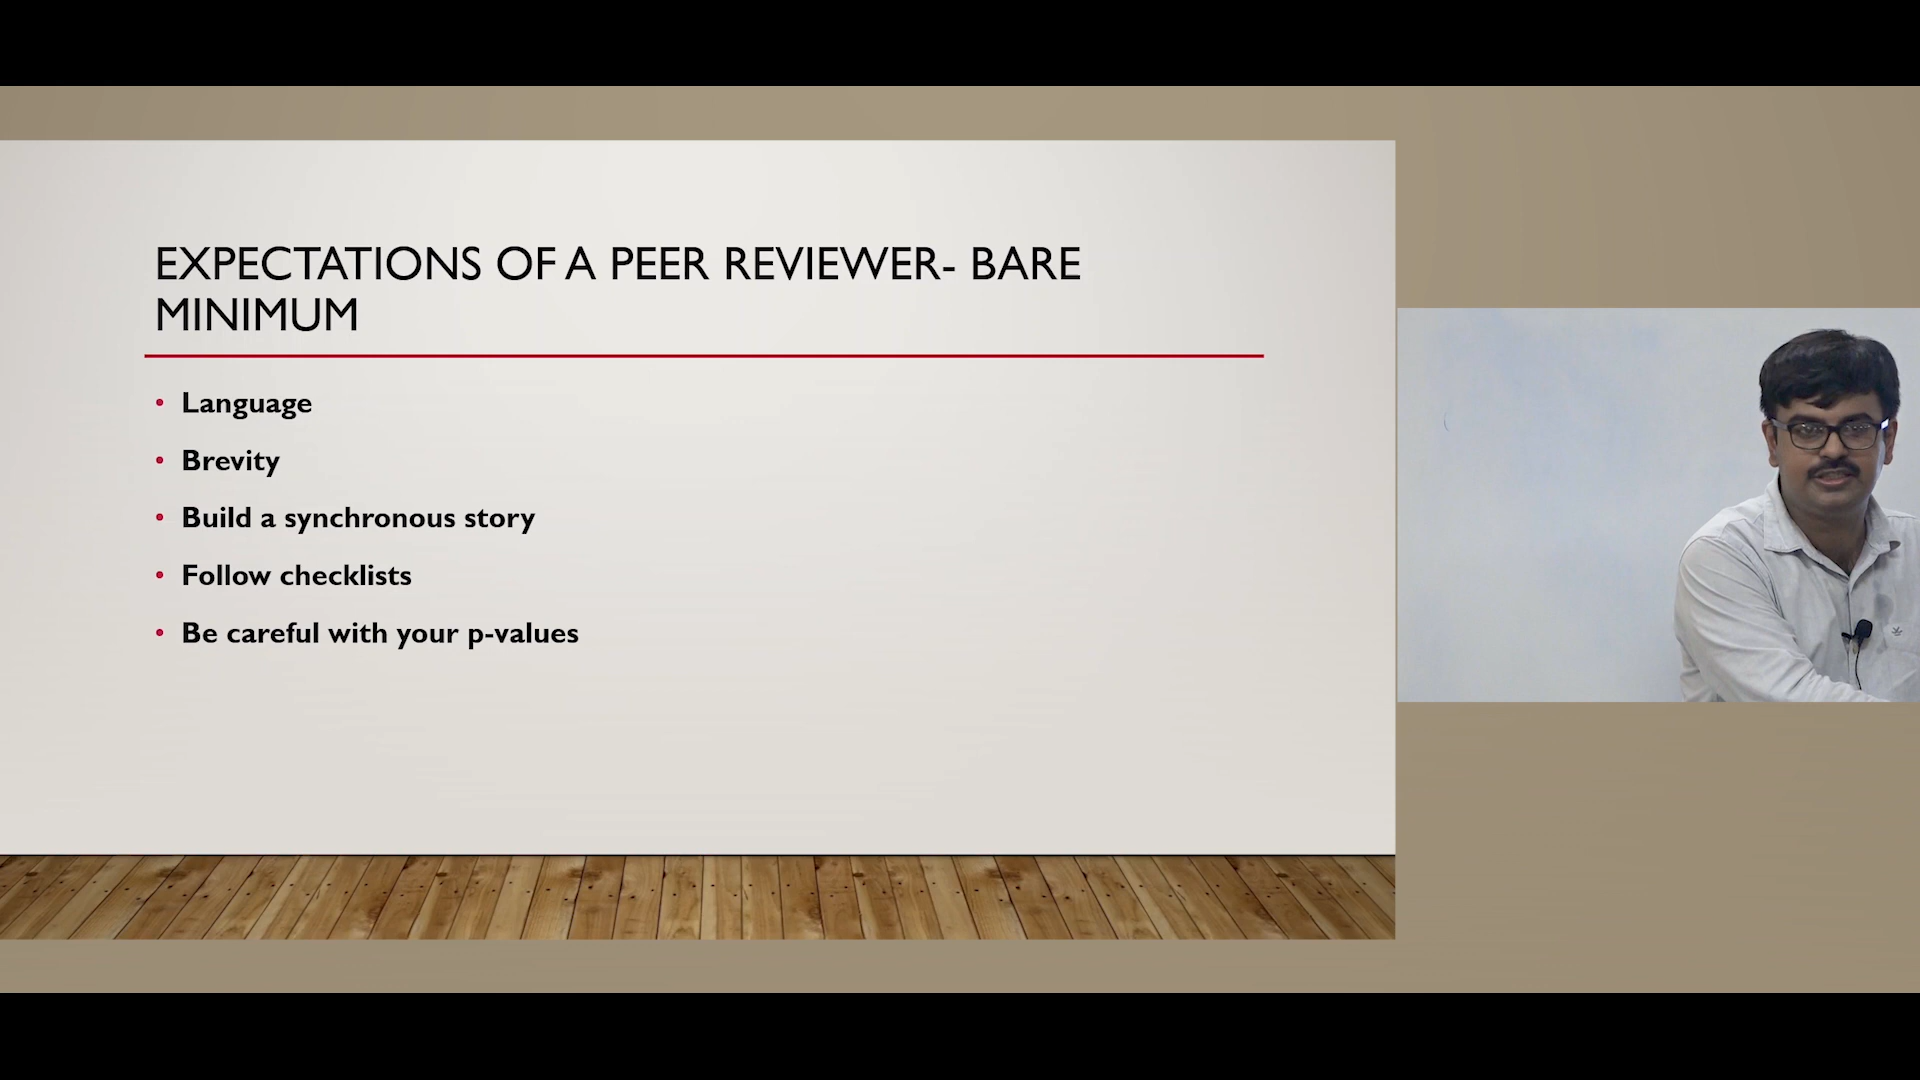 EXPECTATIONS OF A PEER REVIEWER- BARE
MINIMUM
• Language
• Brevity
• Build a synchronous story
• Follow checklists
• Be careful with your p-values